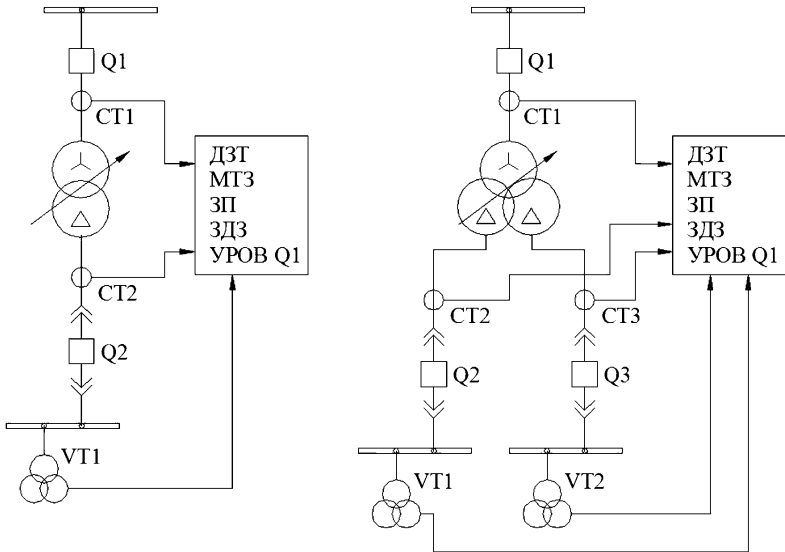 Q1
CT1
ДЗТ
МТЗ
ЗП
ЗДЗ
УРОВ Q1
CT2
Q2
VT1
Q1
CT1
ДЗТ
МТЗ
ЗП
ЗДЗ
УРОВ Q1
CT2
CT3
Q2
Q3
VT1
VT2